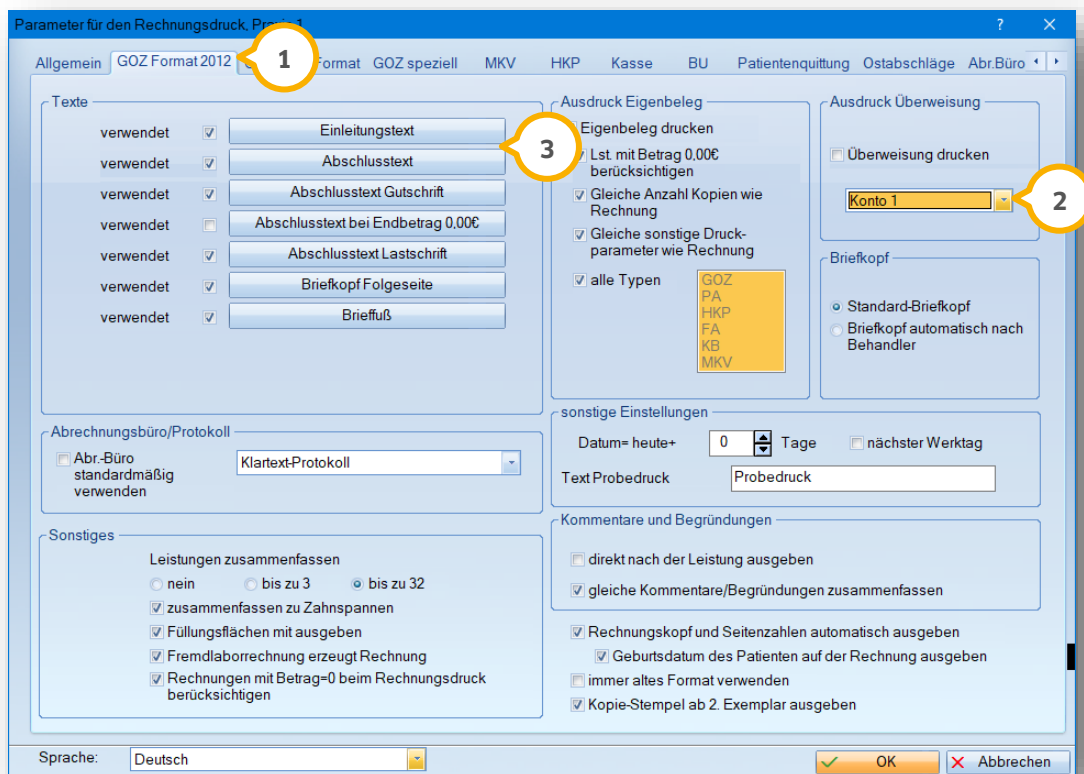 Parameter für den Rechnungsdruck, Praxis 1
? ×
Allgemein GOZ Format 2012 Format GOZ speziell MKV HKP Kasse BU Patientenquittung Ostabschläge Abr.Büro
1
Texte
verwendet Einleitungstext
verwendet Abschlusstext
verwendet Abschlusstext Gutschrift
verwendet Abschlusstext bei Endbetrag 0,00€
verwendet Abschlusstext Lastschrift
verwendet Briefkopf Folgeseite
verwendet Brieffuß
3
Ausdruck Eigenbeleg
Eigenbeleg drucken
Lst. mit Betrag 0,00€
berücksichtigen
Gleiche Anzahl Kopien wie
Rechnung
Gleiche sonstige Druck-
parameter wie Rechnung
alle Typen
GOZ
PA
HKP
FA
KB
MKV
Ausdruck Überweisung
Überweisung drucken
Konto 1
2
Briefkopf
Standard-Briefkopf
Briefkopf automatisch nach
Behandler
Abrechnungsbüro/Protokoll
Abr.-Büro
standardmäßig
verwenden
Klartext-Protokoll
sonstige Einstellungen
Datum= heute+ 0 Tage nächster Werktag
Text Probedruck Probedruck
Sonstiges
Leistungen zusammenfassen
nein bis zu 3 bis zu 32
zusammenfassen zu Zahnspannen
Füllungsflächen mit ausgeben
Fremdlaborrechnung erzeugt Rechnung
Rechnungen mit Betrag=0 beim Rechnungsdruck
berücksichtigen
Kommentare und Begründungen
direkt nach der Leistung ausgeben
gleiche Kommentare/Begründungen zusammenfassen
Rechnungskopf und Seitenzahlen automatisch ausgeben
Geburtsdatum des Patienten auf der Rechnung ausgeben
immer altes Format verwenden
Kopie-Stempel ab 2. Exemplar ausgeben
Sprache: Deutsch
OK Abbrechen